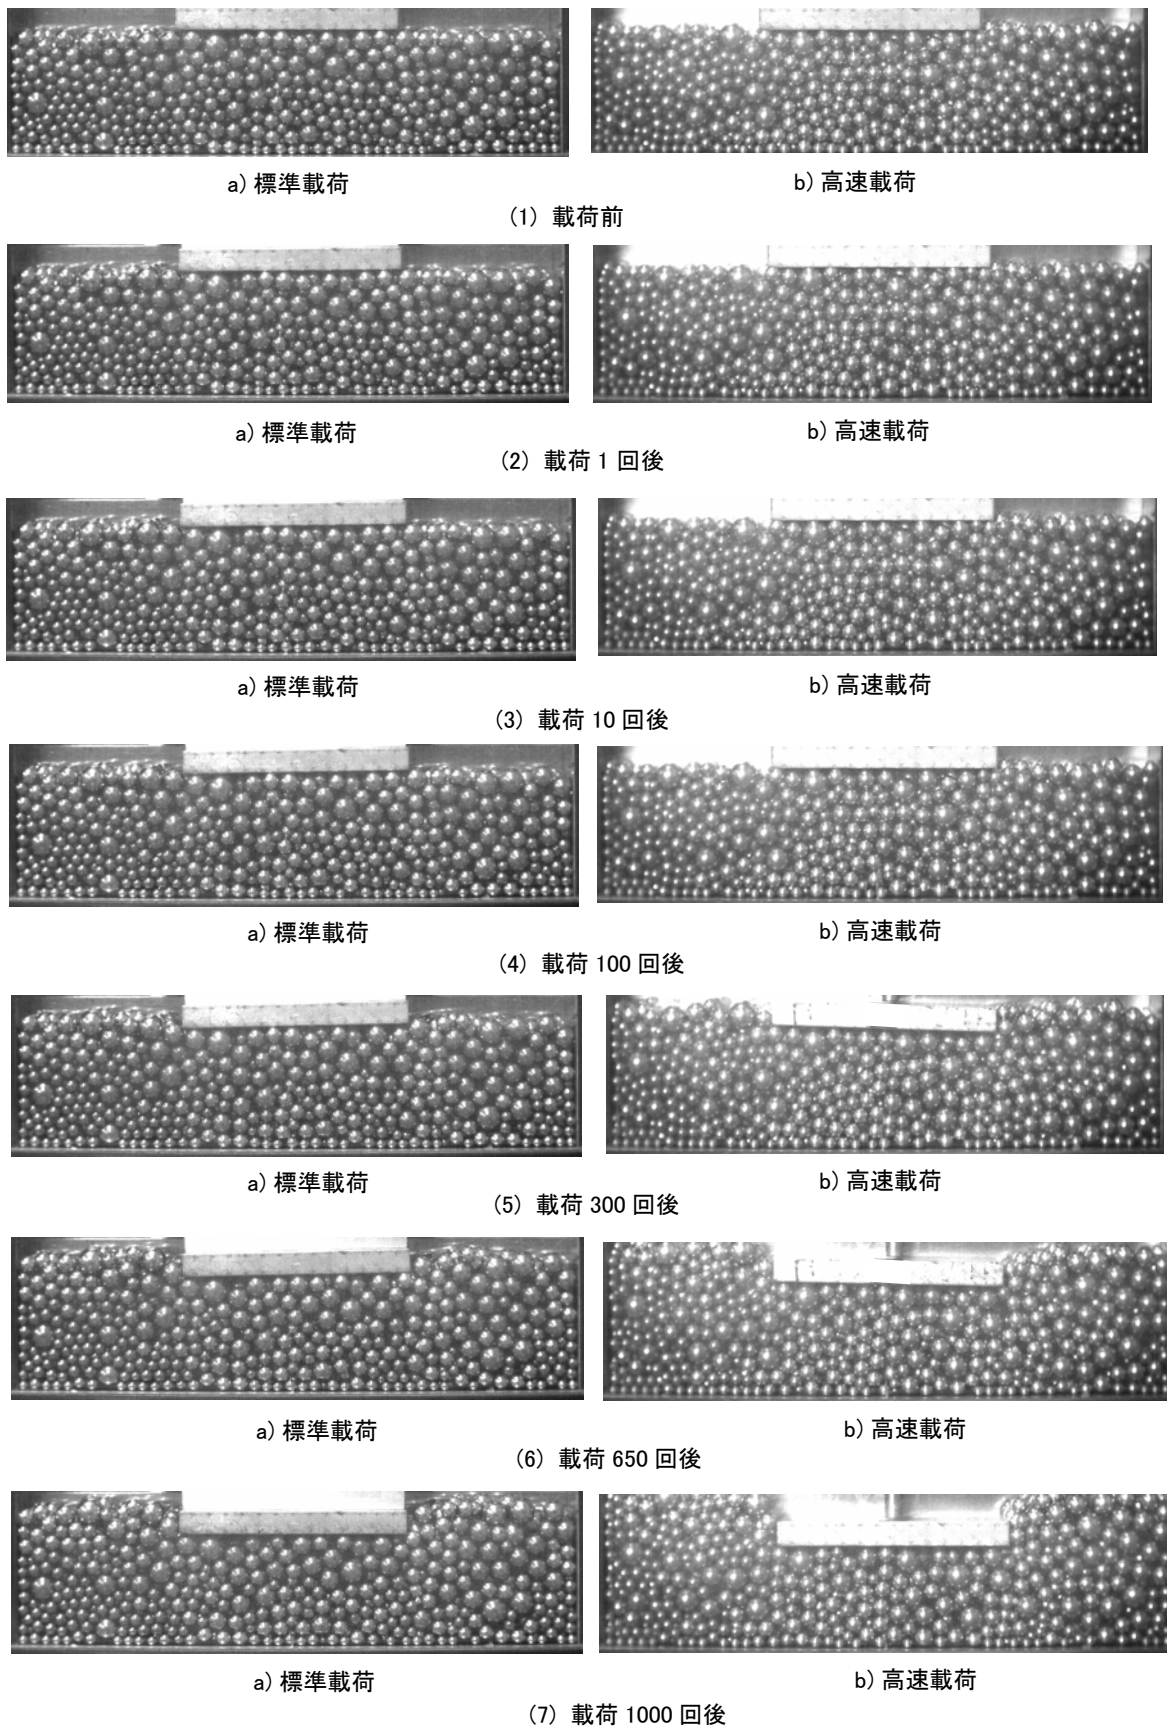 a) 標準載荷
b) 高速載荷
(1) 載荷前
a) 標準載荷
b) 高速載荷
(2) 載荷 1 回後
a) 標準載荷
b) 高速載荷
(3) 載荷 10 回後
a) 標準載荷
b) 高速載荷
(4) 載荷 100 回後
a) 標準載荷
b) 高速載荷
(5) 載荷 300 回後
a) 標準載荷
b) 高速載荷
(6) 載荷 650 回後
a) 標準載荷
b) 高速載荷
(7) 載荷 1000 回後